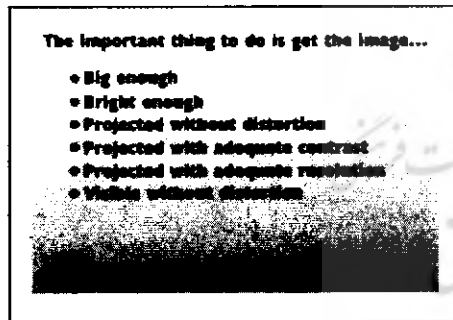 The important thing to do is get the image...
• Big enough
• Bright enough
• Projected without distortion
• Projected with adequate contrast
• Projected with adequate resolution
• Visible without distortion